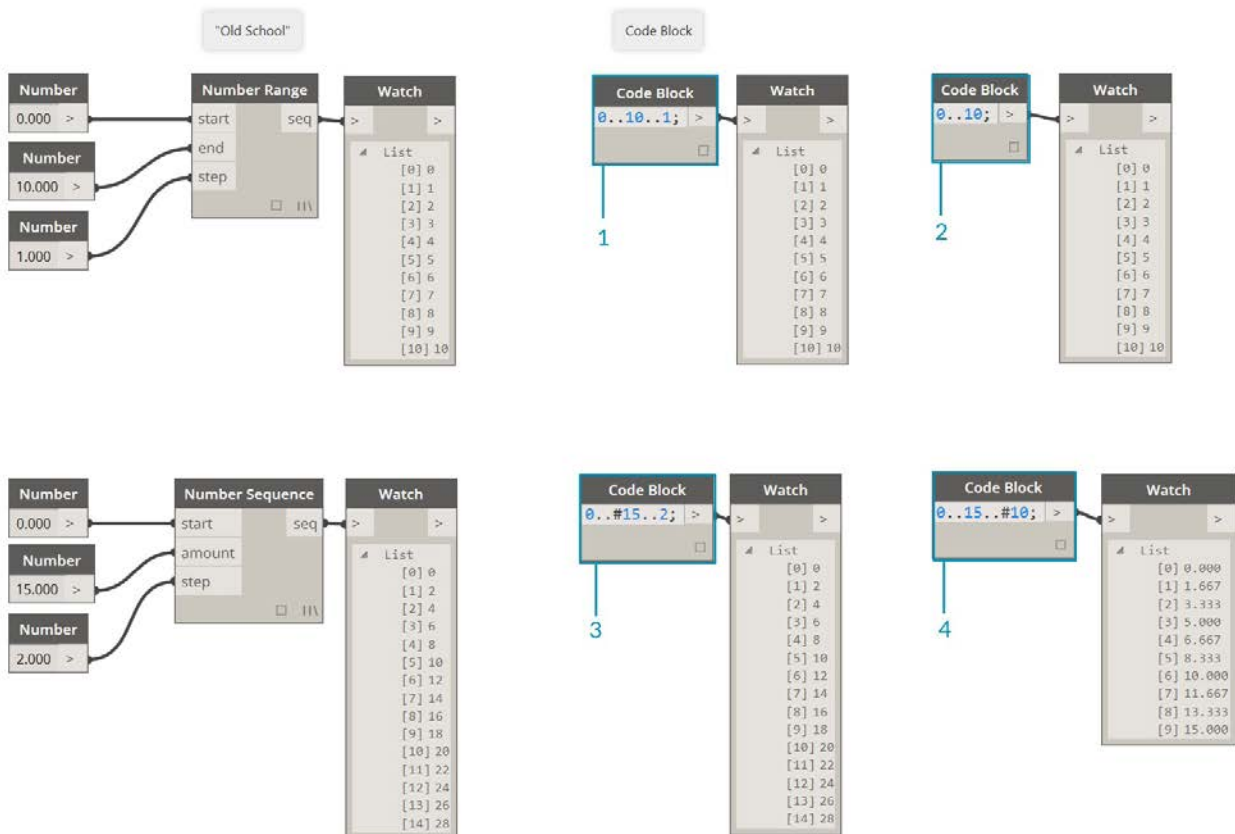 "Old School"
Code Block
Number
0.000 >
Number
10.000 >
Number
1.000 >
Number Range
start
seq
end
step
Watch
> >
List
[0] 0
[1] 1
[2] 2
[3] 3
[4] 4
[5] 5
[6] 6
[7] 7
[8] 8
[9] 9
[10] 10
Code Block
0..10..1; >
1
Watch
> >
List
[0] 0
[1] 1
[2] 2
[3] 3
[4] 4
[5] 5
[6] 6
[7] 7
[8] 8
[9] 9
[10] 10
Code Block
0..10; >
2
Watch
> >
List
[0] 0
[1] 1
[2] 2
[3] 3
[4] 4
[5] 5
[6] 6
[7] 7
[8] 8
[9] 9
[10] 10
Number
0.000 >
Number
15.000 >
Number
2.000 >
Number Sequence
start
seq
amount
step
Watch
> >
List
[0] 0
[1] 2
[2] 4
[3] 6
[4] 8
[5] 10
[6] 12
[7] 14
[8] 16
[9] 18
[10] 20
[11] 22
[12] 24
[13] 26
[14] 28
Code Block
0..#15..2; >
3
Watch
> >
List
[0] 0
[1] 2
[2] 4
[3] 6
[4] 8
[5] 10
[6] 12
[7] 14
[8] 16
[9] 18
[10] 20
[11] 22
[12] 24
[13] 26
[14] 28
Code Block
0..15..#10; >
4
Watch
> >
List
[0] 0.000
[1] 1.667
[2] 3.333
[3] 5.000
[4] 6.667
[5] 8.333
[6] 10.000
[7] 11.667
[8] 13.333
[9] 15.000